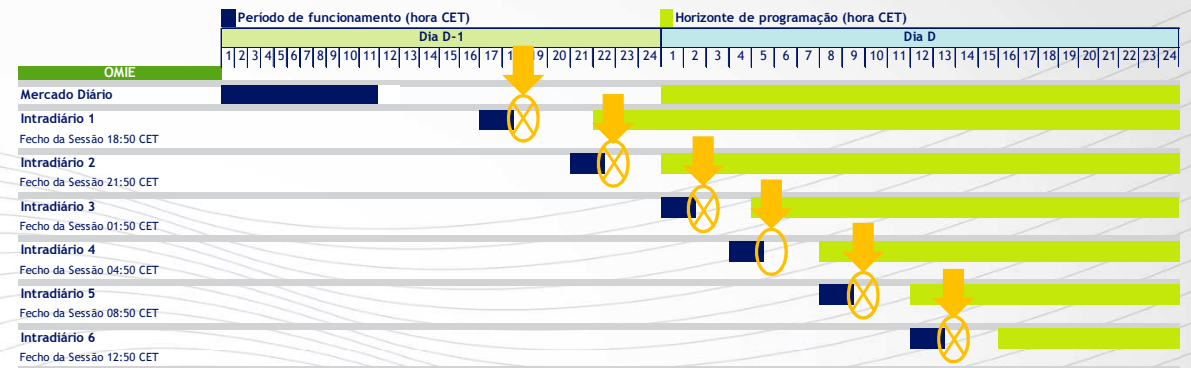 Período de funcionamento (hora CET) Horizonte de programação (hora CET)
Dia D-1 Dia D
1 2 3 4 5 6 7 8 9 10 11 12 13 14 15 16 17 1 9 20 21 22 23 24 1 2 3 4 5 6 7 8 9 10 11 12 13 14 15 16 17 18 19 20 21 22 23 24
OMIE
Mercado Diário
Intradiário 1
Fecho da Sessão 18:50 CET
Intradiário 2
Fecho da Sessão 21:50 CET
Intradiário 3
Fecho da Sessão 01:50 CET
Intradiário 4
Fecho da Sessão 04:50 CET
Intradiário 5
Fecho da Sessão 08:50 CET
Intradiário 6
Fecho da Sessão 12:50 CET